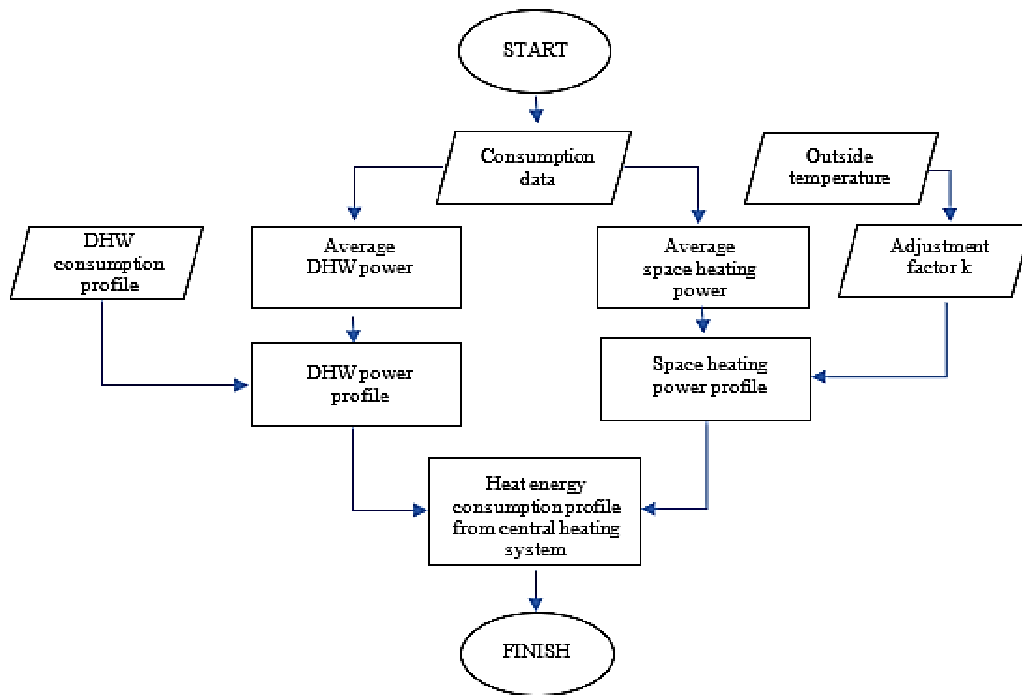 START
Consumption
data
Outside
temperature
DHW
consumption
profile
Average
DHW power
Average
space heating
power
Adjustment
factor k
DHW power
profile
Space heating
power profile
Heat energy
consumption profile
from central heating
system
FINISH